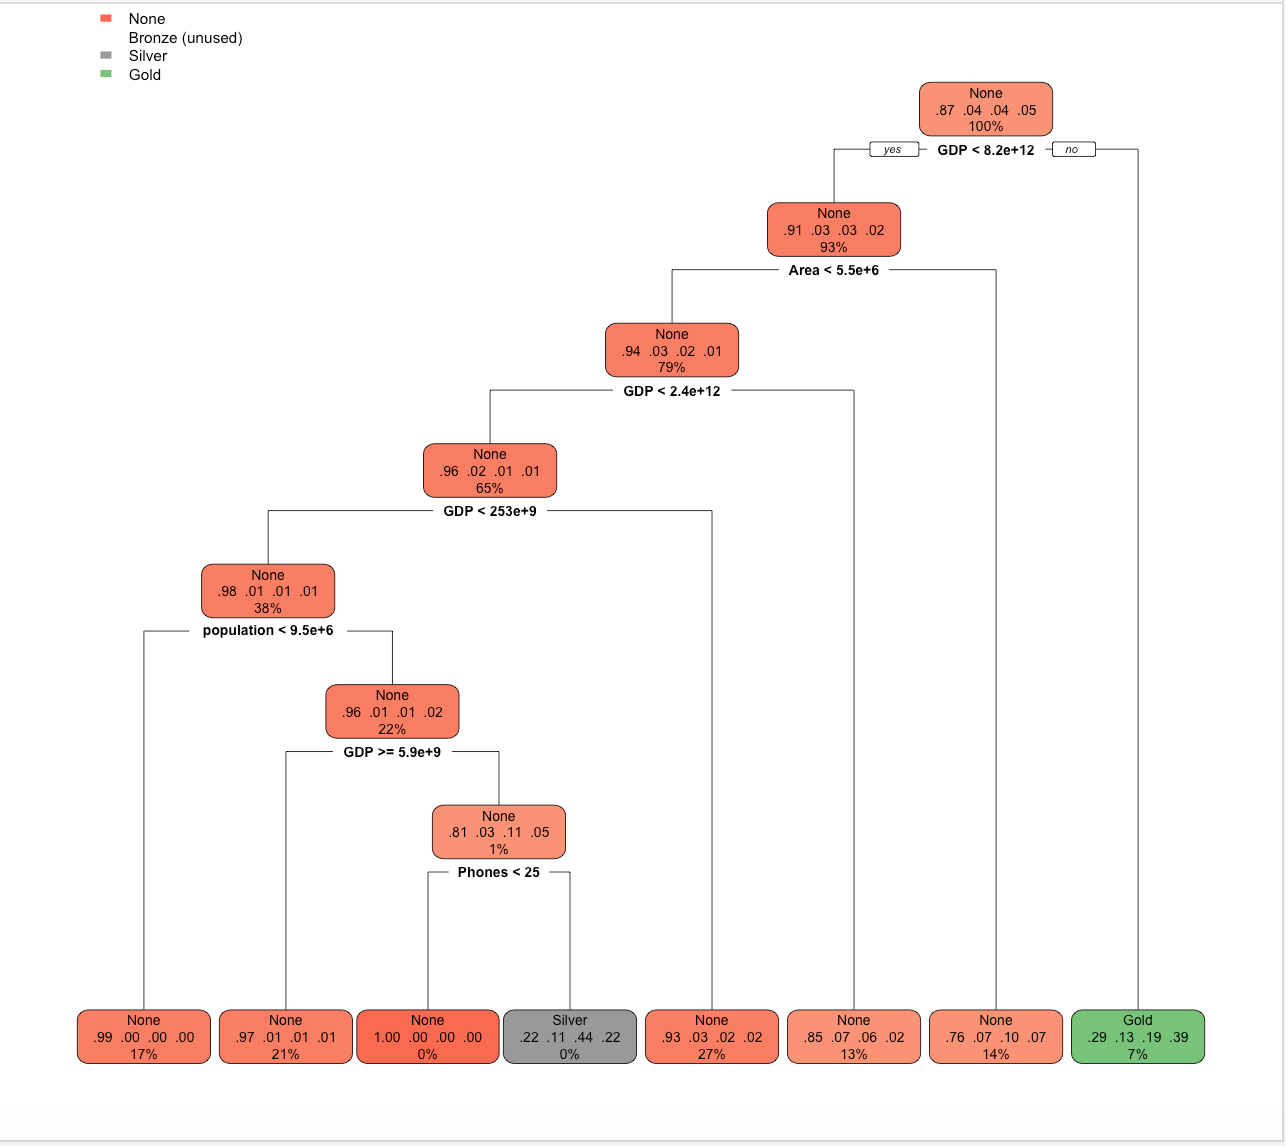 None
Bronze (unused)
Silver
Gold
None
.87 .04 .04 .05
100%
yes GDP < 8.2e+12 no
None
.91 .03 .03 .02
93%
Area < 5.5e+6
None
.94 .03 .02 .01
79%
GDP < 2.4e+12
None
.96 .02 .01 .01
65%
GDP < 253e+9
None
.98 .01 .01 .01
38%
population < 9.5e+6
None
.96 .01 .01 .02
22%
GDP >= 5.9e+9
None
.81 .03 .11 .05
1%
Phones < 25
None
.99 .00 .00 .00
17%
None
.97 .01 .01 .01
21%
None
1.00 .00 .00 .00
0%
Silver
.22 .11 .44 .22
0%
None
.93 .03 .02 .02
27%
None
.85 .07 .06 .02
13%
None
.76 .07 .10 .07
14%
Gold
.29 .13 .19 .39
7%